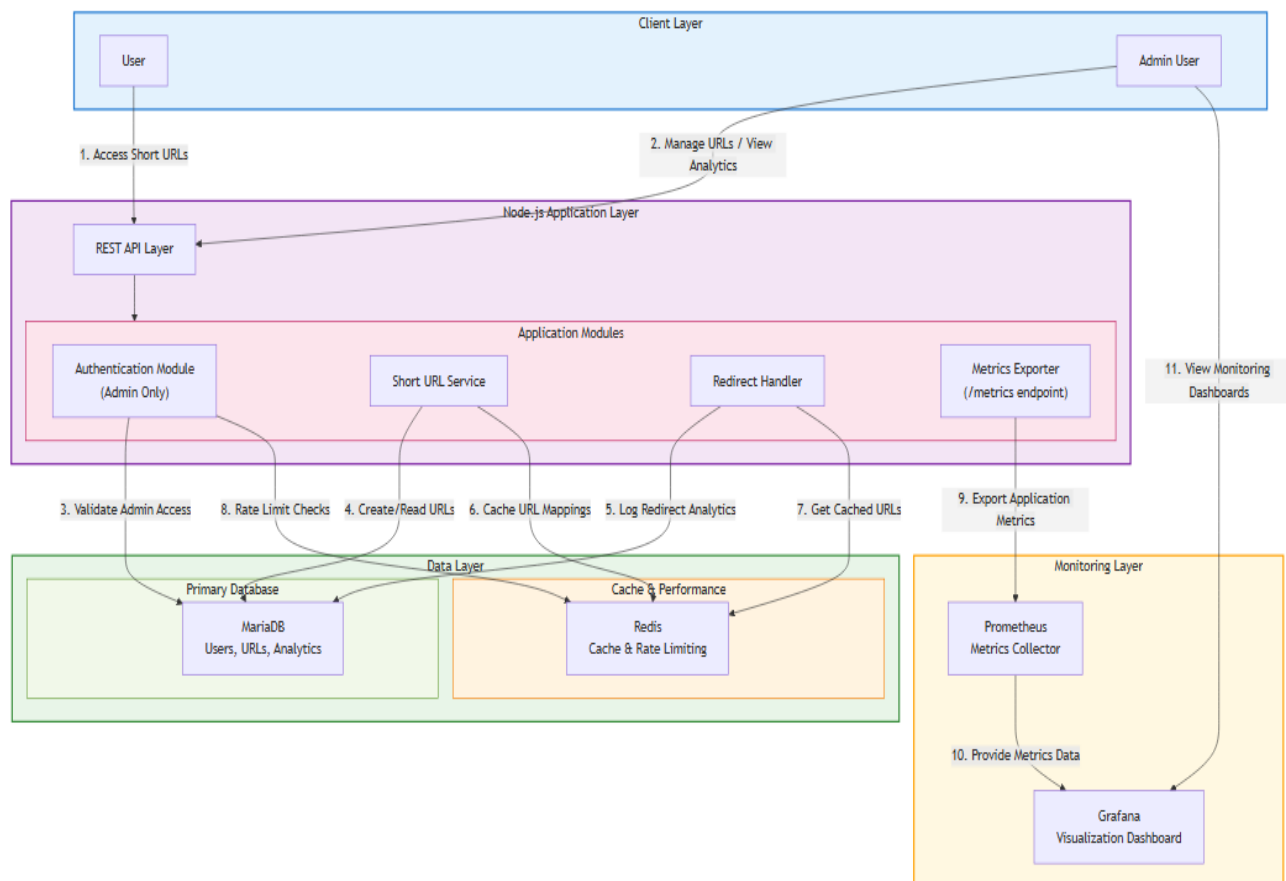 Client Layer
User
Admin User
1. Access Short URLs
2. Manage URLs / View
Analytics
Node.js Application Layer
REST API Layer
Application Modules
Authentication Module
(Admin Only)
Short URL Service
Redirect Handler
Metrics Exporter
(/metrics endpoint)
11. View Monitoring
Dashboards
3. Validate Admin Access
8. Rate Limit Checks
4. Create/Read URLs
6. Cache URL Mappings
5. Log Redirect Analytics
7. Get Cached URLs
9. Export Application
Metrics
Data Layer
Primary Database
MariaDB
Users, URLs, Analytics
Cache & Performance
Redis
Cache & Rate Limiting
Monitoring Layer
Prometheus
Metrics Collector
10. Provide Metrics Data
Grafana
Visualization Dashboard